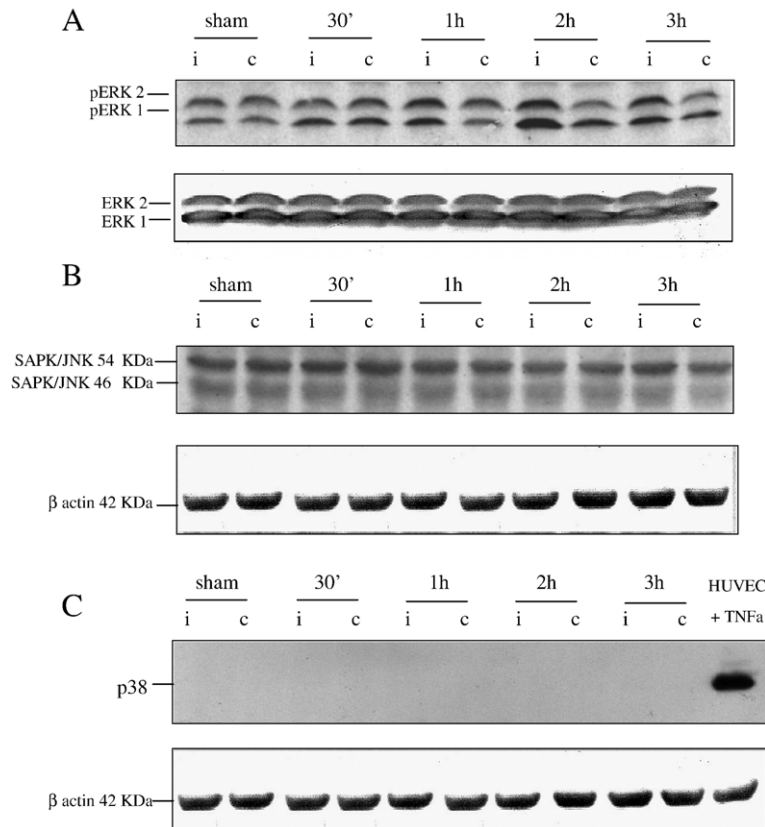 A
sham 30' 1h 2h 3h
i c i c i c i c i c
pERK 2
pERK 1
ERK 2
ERK 1
B
sham 30' 1h 2h 3h
i c i c i c i c i c
SAPK/JNK 54 KDa
SAPK/JNK 46 KDa
β actin 42 KDa
C
sham 30' 1h 2h 3h HUVEC
i c i c i c i c i c + TNFa
p38
β actin 42 KDa